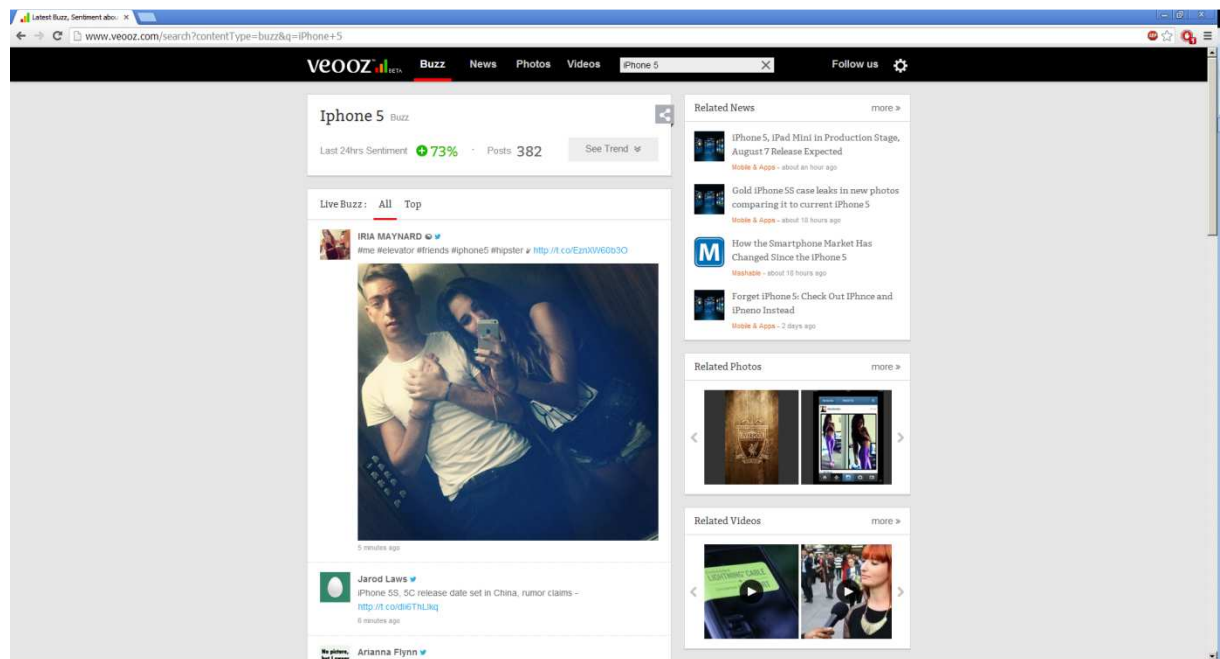 Latest Buzz, Sentiment abou
www.veooz.com/search?contentType=buzz&q=iPhone+5
veooz BETA
Buzz News Photos Videos
iPhone 5
Follow us
Iphone 5 Buzz
Last 24hrs Sentiment 73% · Posts 382
See Trend
Live Buzz : All Top
IRIA MAYNARD
#me #elevator #friends #iphone5 #hipster http://t.co/EznXW60b3O
5 minutes ago
Jarod Laws
iPhone 5S, 5C release date set in China, rumor claims -
6 minutes ago
No picture,
Arianna Flynn
Related News more »
iPhone 5, iPad Mini in Production Stage,
August 7 Release Expected
Mobile & Apps - about an hour ago
Gold iPhone 5S case leaks in new photos
comparing it to current iPhone 5
Mobile & Apps - about 10 hours ago
M
How the Smartphone Market Has
Changed Since the iPhone 5
Mashable - about 10 hours ago
Forget iPhone 5: Check Out IPhnce and
iPneno Instead
Mobile & Apps - 2 days ago
Related Photos more »
Related Videos more »
LIGHTNING CABLE